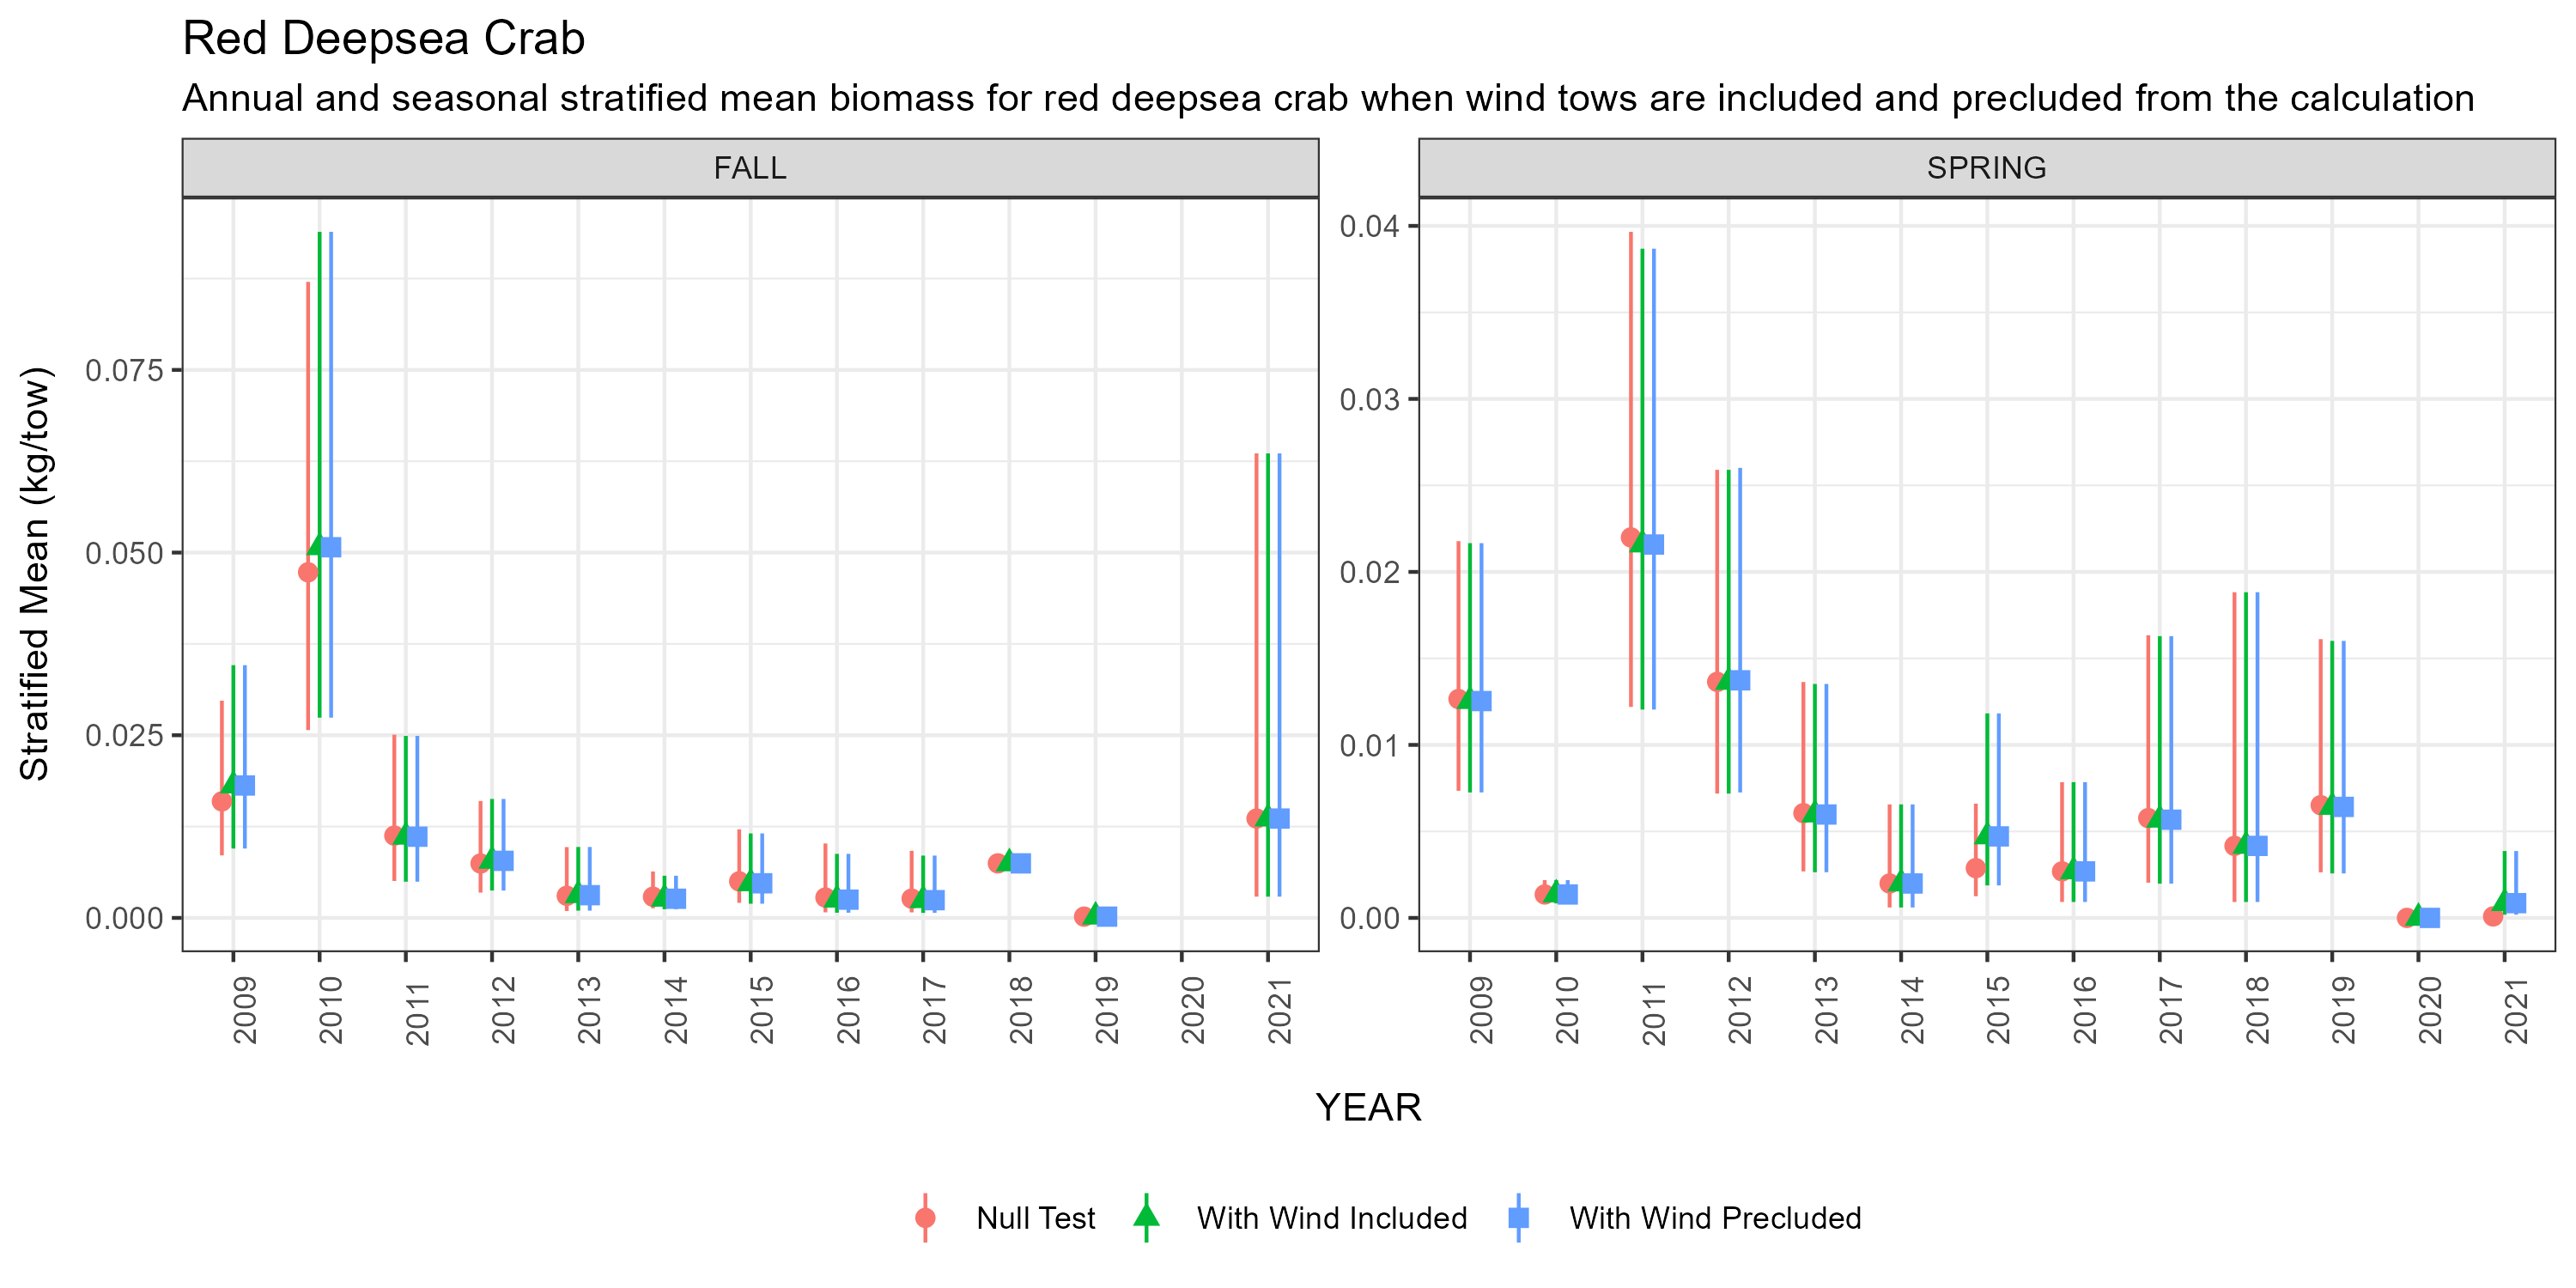 Red Deepsea Crab
Annual and seasonal stratified mean biomass for red deepsea crab when wind tows are included and precluded from the calculation
FALL
SPRING
Stratified Mean (kg/tow)
0.075
0.050
0.025
0.000
0.04
0.03
0.02
0.01
0.00
2009 2010 2011 2012 2013 2014 2015 2016 2017 2018 2019 2020 2021
2009 2010 2011 2012 2013 2014 2015 2016 2017 2018 2019 2020 2021
YEAR
Null Test With Wind Included With Wind Precluded